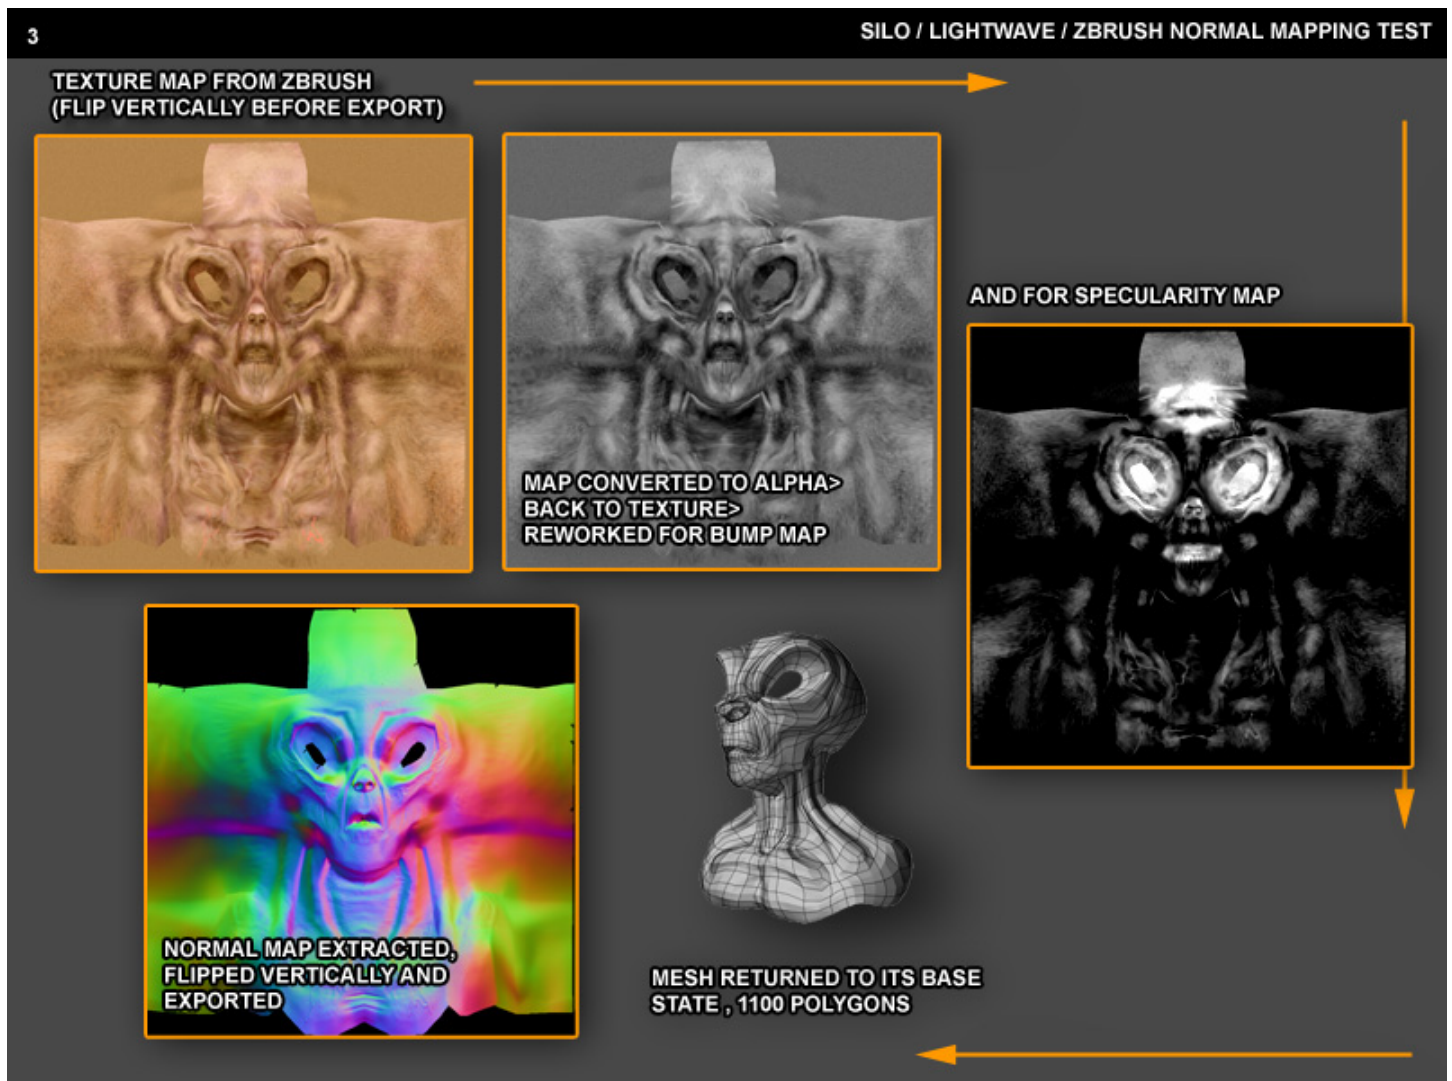 3
SILO / LIGHTWAVE / ZBRUSH NORMAL MAPPING TEST
TEXTURE MAP FROM ZBRUSH
(FLIP VERTICALLY BEFORE EXPORT)
MAP CONVERTED TO ALPHA>
BACK TO TEXTURE>
REWORKED FOR BUMP MAP
AND FOR SPECULARITY MAP
MESH RETURNED TO ITS BASE
STATE , 1100 POLYGONS
NORMAL MAP EXTRACTED,
FLIPPED VERTICALLY AND
EXPORTED